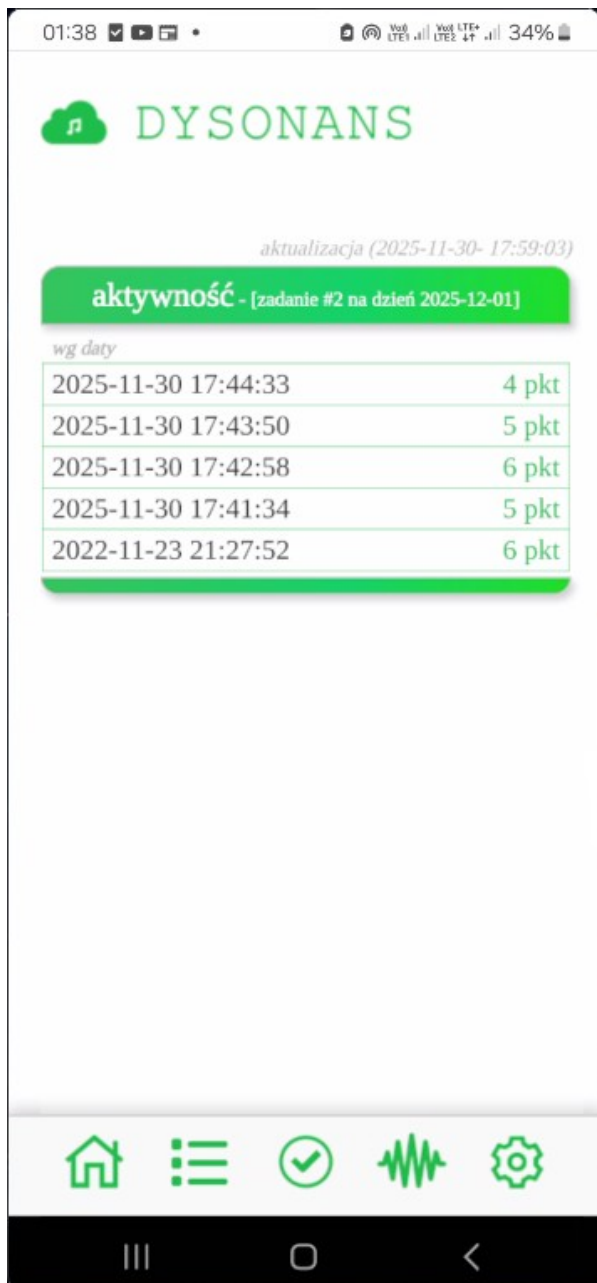 01:38 34%
DYSONANS
aktualizacja (2025-11-30- 17:59:03)
aktywność - [zadanie #2 na dzień 2025-12-01]
wg daty
2025-11-30 17:44:33 4 pkt
2025-11-30 17:43:50 5 pkt
2025-11-30 17:42:58 6 pkt
2025-11-30 17:41:34 5 pkt
2022-11-23 21:27:52 6 pkt